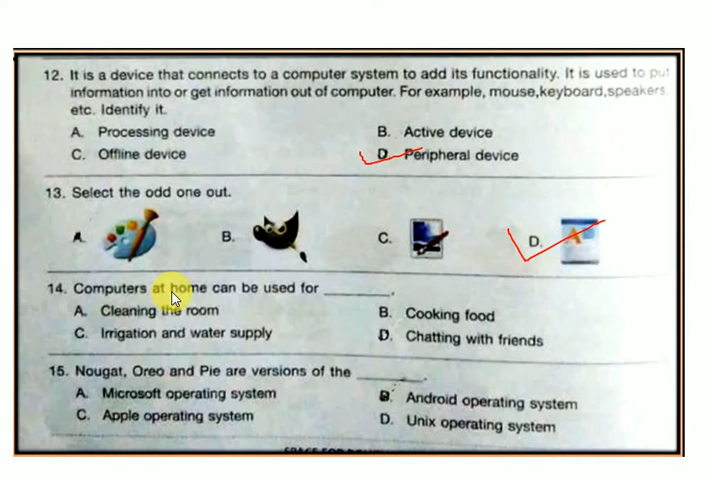 12. It is a device that connects to a computer system to add its functionality. It is used to put
information into or get information out of computer. For example, mouse,keyboard,speakers
etc. Identify it.
A. Processing device B. Active device
C. Offline device D. Peripheral device
13. Select the odd one out.
A. B. C. D.
14. Computers at home can be used for ________.
A. Cleaning the room B. Cooking food
C. Irrigation and water supply D. Chatting with friends
15. Nougat, Oreo and Pie are versions of the ________.
A. Microsoft operating system B. Android operating system
C. Apple operating system D. Unix operating system